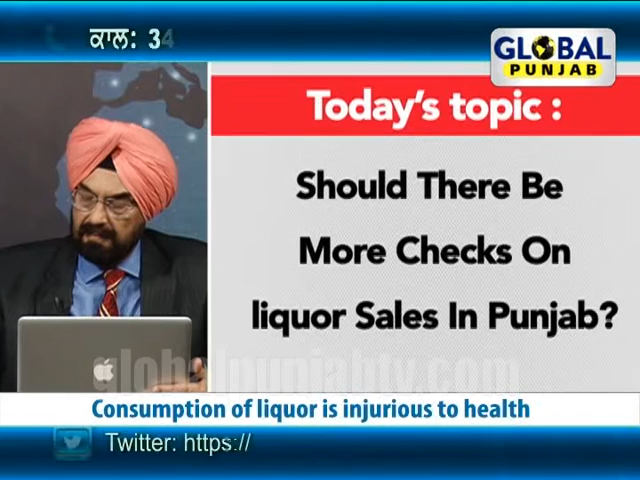 ਕਾਲ: 34
GLOBAL
PUNJAB
Today's topic :
Should There Be
More Checks On
liquor Sales In Punjab?
globalpunjabtv.com
Consumption of liquor is injurious to health
Twitter: https://